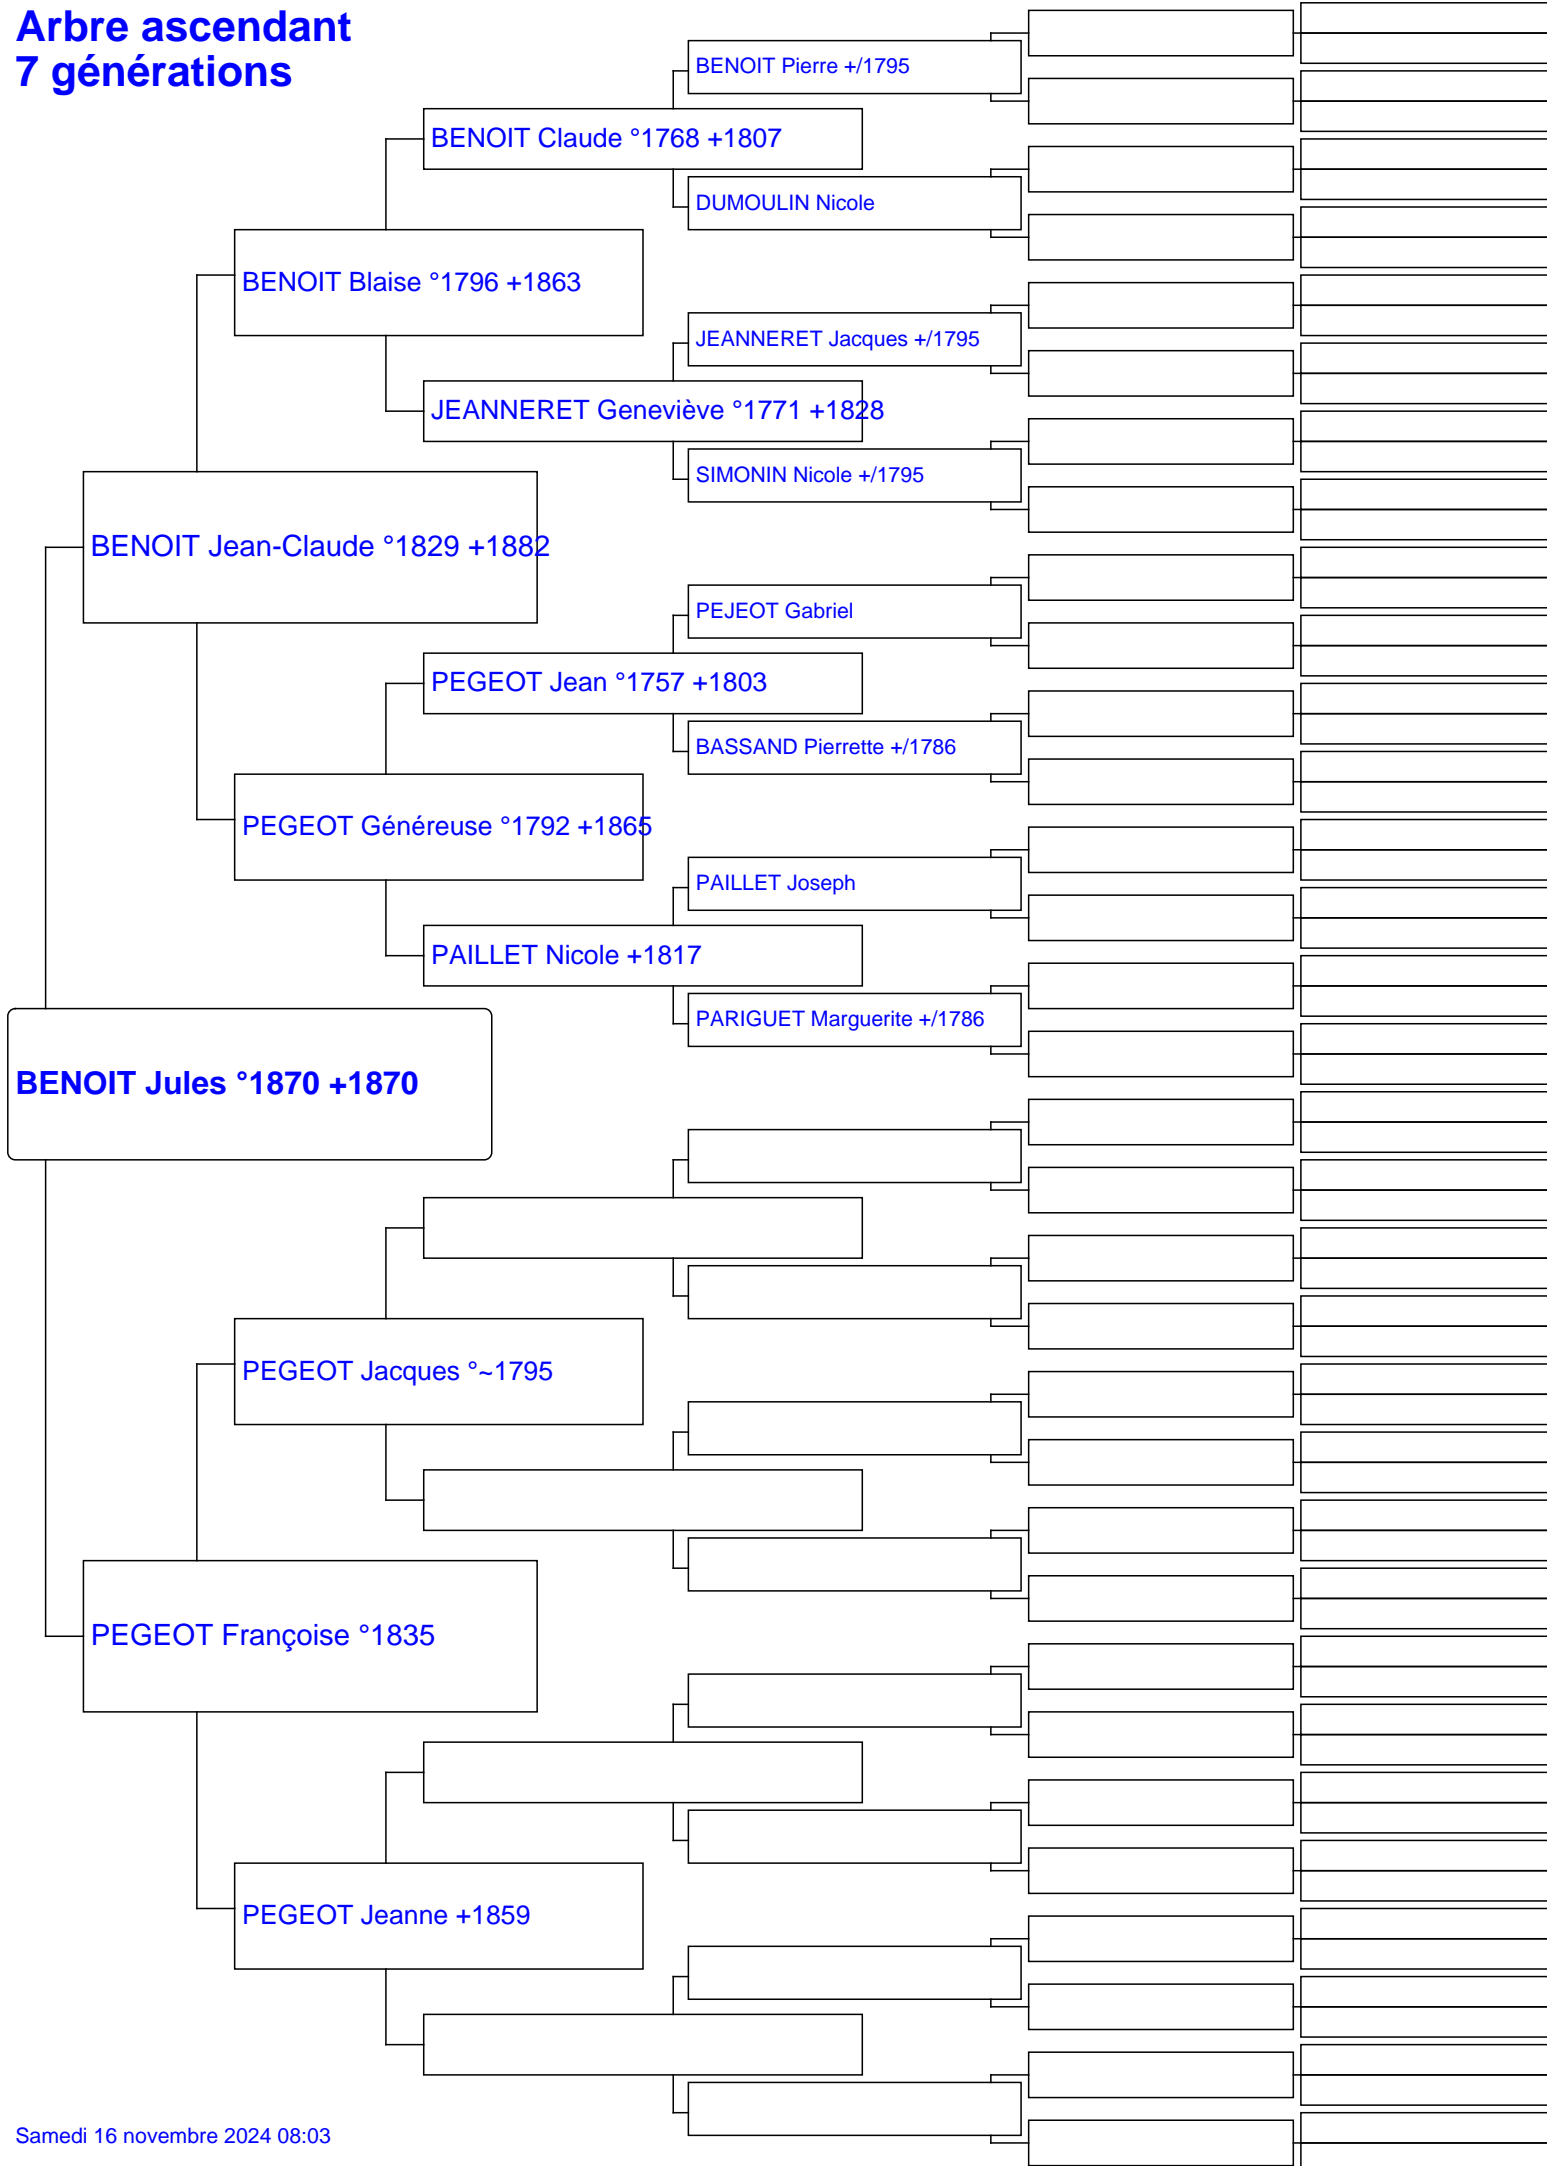 Arbre ascendant
7 générations
BENOIT Pierre +/1795
BENOIT Claude °1768 +1807
DUMOULIN Nicole
BENOIT Blaise °1796 +1863
JEANNERET Jacques +/1795
JEANNERET Geneviève °1771 +1828
SIMONIN Nicole +/1795
BENOIT Jean-Claude °1829 +1882
PEJEOT Gabriel
PEGEOT Jean °1757 +1803
BASSAND Pierrette +/1786
PEGEOT Généreuse °1792 +1865
PAILLET Joseph
PAILLET Nicole +1817
PARIGUET Marguerite +/1786
BENOIT Jules °1870 +1870
PEGEOT Jacques °~1795
PEGEOT Françoise °1835
PEGEOT Jeanne +1859
Samedi 16 novembre 2024 08:03